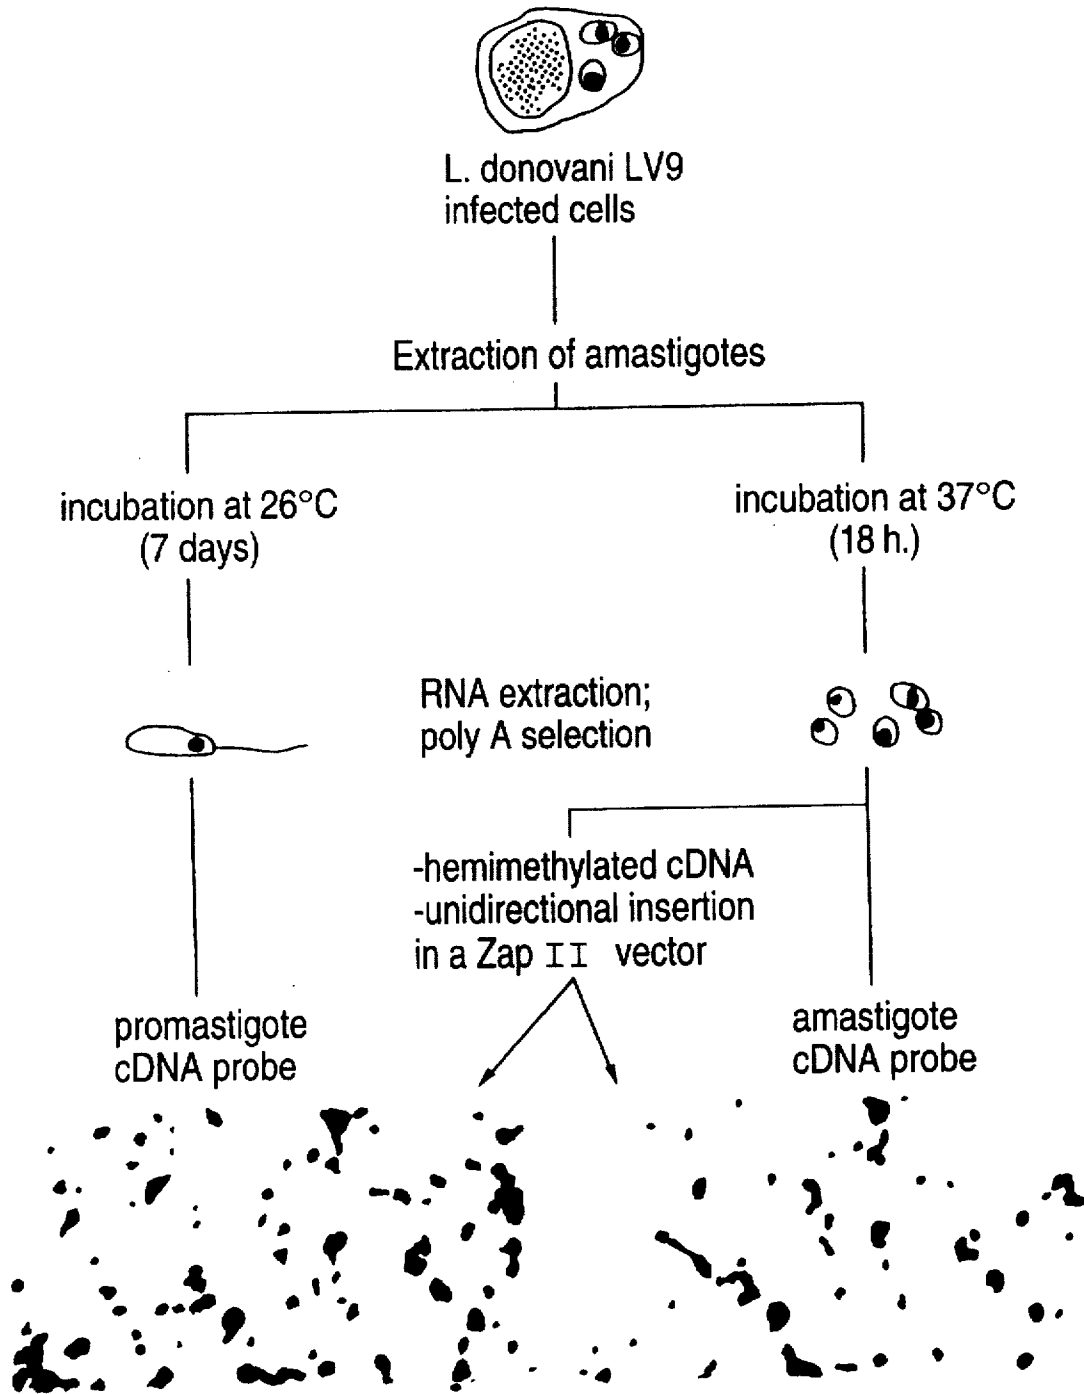 L. donovani LV9
infected cells
Extraction of amastigotes
incubation at 26°C
(7 days)
incubation at 37°C
(18 h.)
RNA extraction;
poly A selection
-hemimethylated cDNA
-unidirectional insertion
in a Zap II vector
promastigote
cDNA probe
amastigote
cDNA probe